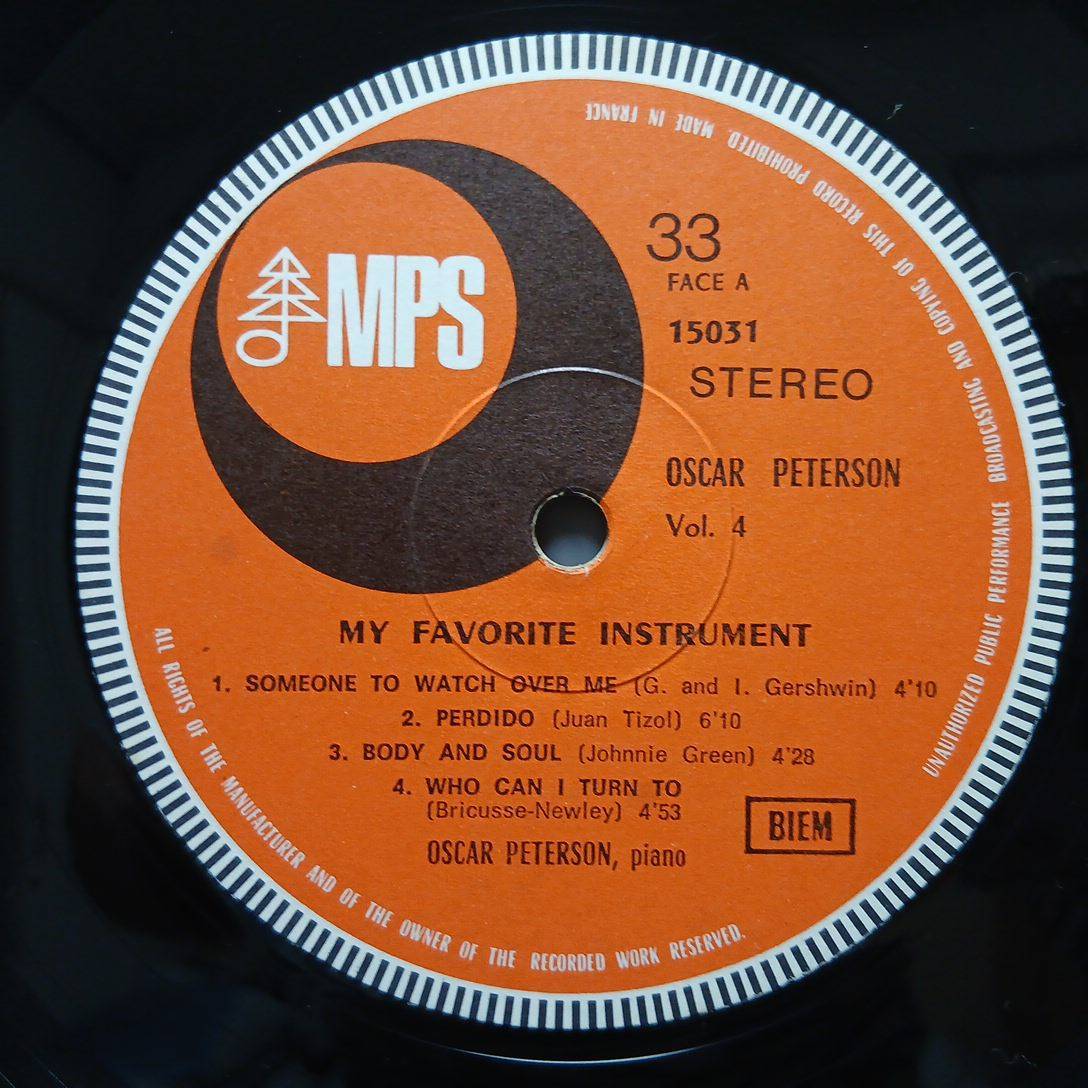 MPS
33
FACE A
15031
STEREO
OSCAR PETERSON
Vol. 4
MY FAVORITE INSTRUMENT
1. SOMEONE TO WATCH OVER ME (G. and I. Gershwin) 4'10
2. PERDIDO (Juan Tizol) 6'10
3. BODY AND SOUL (Johnnie Green) 4'28
4. WHO CAN I TURN TO
(Bricusse-Newley) 4'53
BIEM
OSCAR PETERSON, piano
ALL RIGHTS OF THE MANUFACTURER AND OF THE OWNER OF THE RECORDED WORK RESERVED.
UNAUTHORIZED PUBLIC PERFORMANCE BROADCASTING AND COPYING OF THIS RECORD PROHIBITED. MADE IN FRANCE